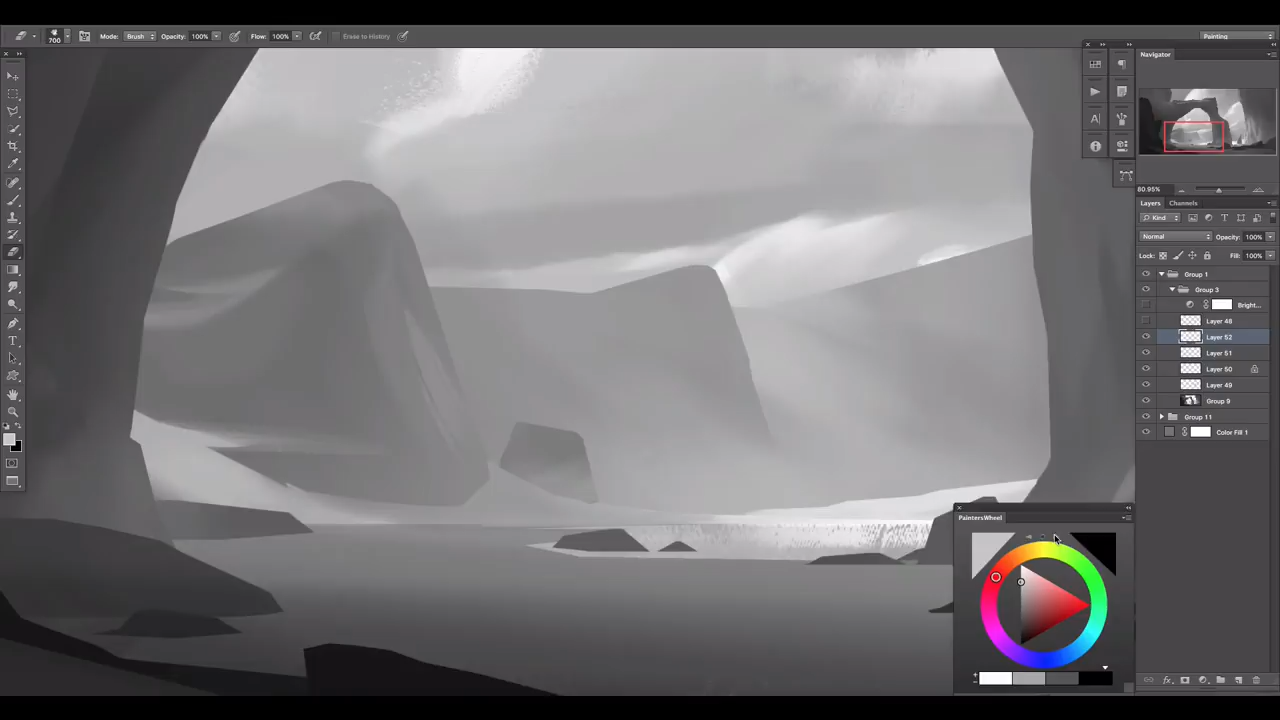 700 Mode: Brush Opacity: 100% Flow: 100% Erase to History Painting
Navigator
80.95%
Layers Channels
Kind
Normal Opacity: 100%
Lock: Fill: 100%
Group 1
Group 3
Bright...
Layer 48
Layer 52
Layer 51
Layer 50
Layer 49
Group 9
Group 11
Color Fill 1
PaintersWheel
fx